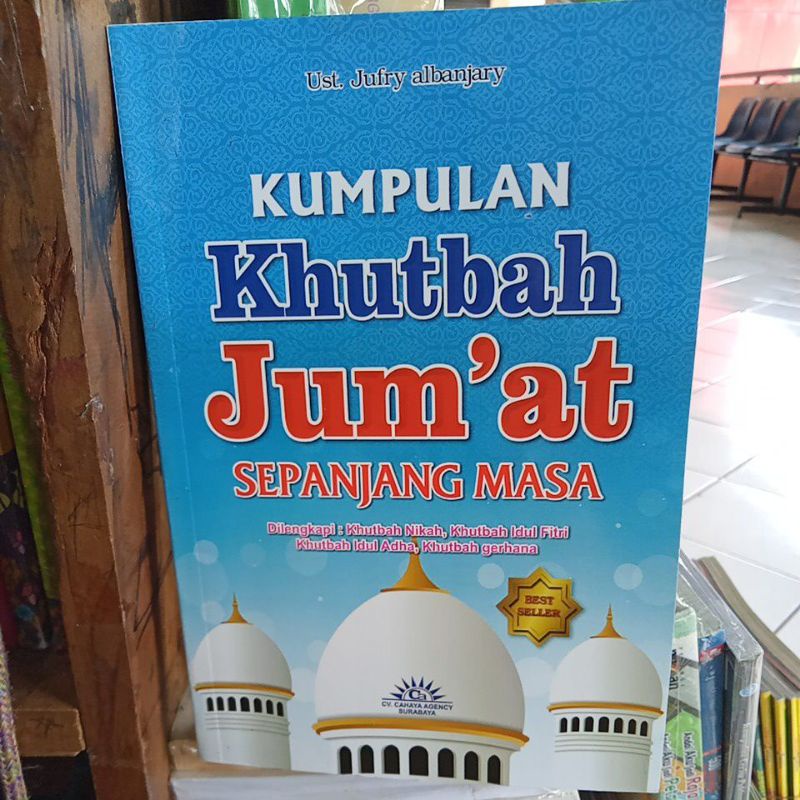 Ust. Jufry albanjary
KUMPULAN
Khutbah
Jum'at
SEPANJANG MASA
Dilengkapi : Khutbah Nikah, Khutbah Idul Fitri
Khutbah Idul Adha, Khutbah gerhana
BEST
SELLER
Ca
CV. CAHAYA AGENCY
SURABAYA